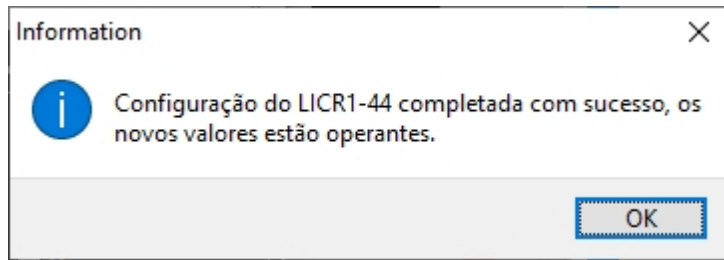 Information
Configuração do LICR1-44 completada com sucesso, os
novos valores estão operantes.
OK